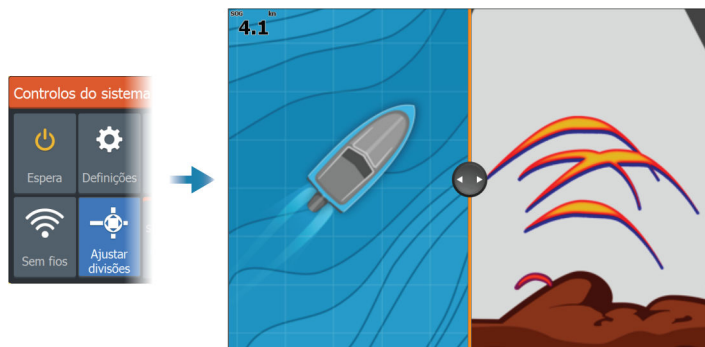 SOG kn
4.1
Controlos do sistema
Espera
Definições
Sem fios
Ajustar
divisões